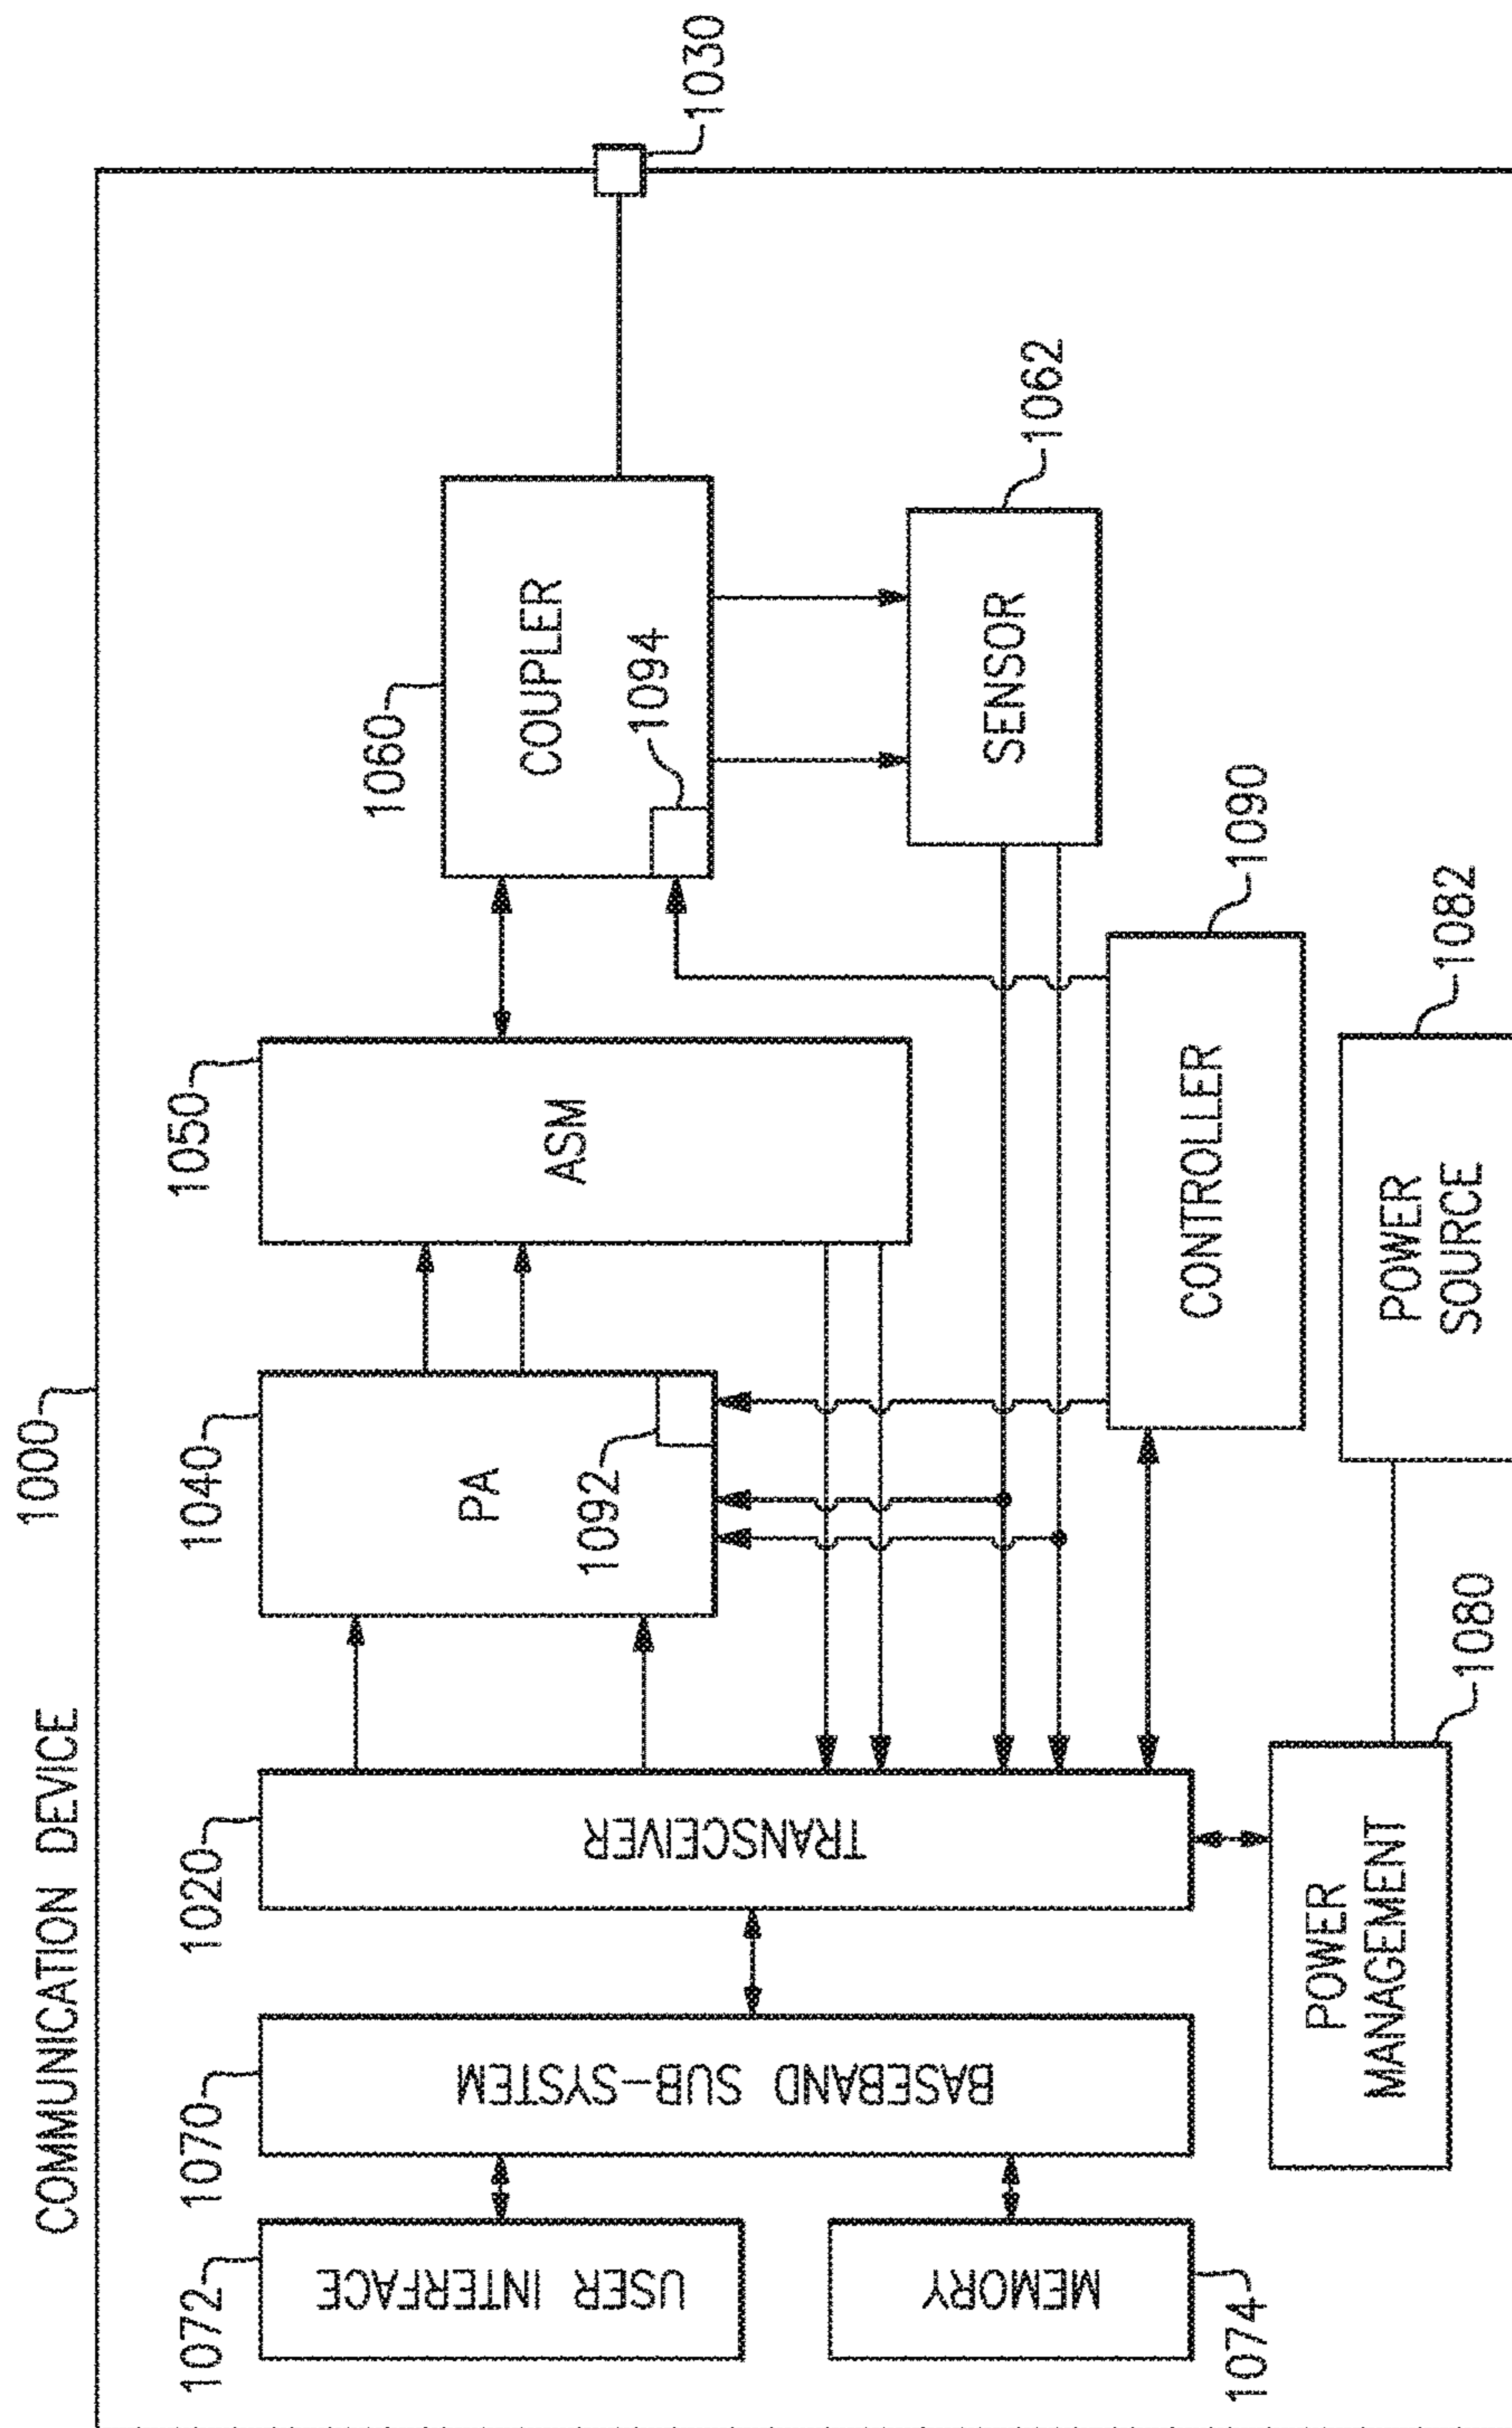 COMMUNICATION DEVICE
1000
1072
USER INTERFACE
1070
BASEBAND SUB-SYSTEM
1020
TRANSCEIVER
1040
PA
1092
1050
ASM
1060
COUPLER
1094
1030
MEMORY
1074
SENSOR
1062
CONTROLLER
1090
POWER
MANAGEMENT
1080
POWER
SOURCE
1082